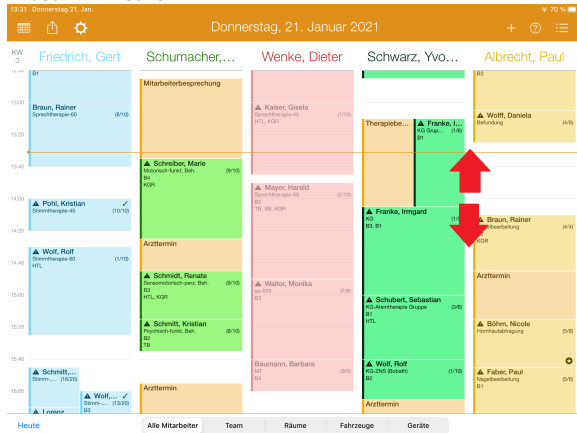 13:31 Donnerstag 21. Jan.
70 %
Donnerstag, 21. Januar 2021
KW
3
Friedrich, Gert
Schumacher,...
Wenke, Dieter
Schwarz, Yvo...
Albrecht, Paul
12:40
13:00
13:20
13:40
14:00
14:20
14:40
15:00
15:20
15:40
16:00
B1
Braun, Rainer
Sprechtherapie-60 (8/10)
Pohl, Kristian ✓
Stimmtherapie-45 (10/10)
Wolf, Rolf
Stimmtherapie-60 (1/10)
HTL
Schmitt,...
Stimm-,... (16/20)
Wolf,... ✓
Stimm-,... (13/20)
B3
Lorenz
Mitarbeiterbesprechung
Schreiber, Marie
Motorisch-funkt. Beh. (8/10)
B4
KGR
Arzttermin
Schmidt, Renate
Sensomotorisch-perz. Beh. (8/10)
B3
HTL, KGR
Schmitt, Kristian
Psychisch-funkt. Beh. (8/10)
B2
TB
Arzttermin
Kaiser, Gisela
Sprechtherapie-45 (1/10)
HTL, KGR
Mayer, Harald
Sprechtherapie-60 (2/10)
B2
TB, SB, KGR
Walter, Monika
(7/8)
B3
Baumann, Barbara
MT (3/6)
B4
Therapiebe...
Franke, I...
KG Grup... (1/6)
B1
Franke, Irmgard
KG
B3, B1
Schubert, Sebastian
KG-Atemtherapie Gruppe (3/6)
B1
HTL
Wolf, Rolf
KG-ZNS (Bobath) (1/10)
B2
Arzttermin
B3
Wolff, Daniela
Befundung (4/6)
Braun, Rainer
(4/4)
KGR
Arzttermin
Böhm, Nicole
Hornhautabtragung (5/8)
Faber, Paul
Nagelbearbeitung (5/6)
B1
Heute
Alle Mitarbeiter
Team
Räume
Fahrzeuge
Geräte